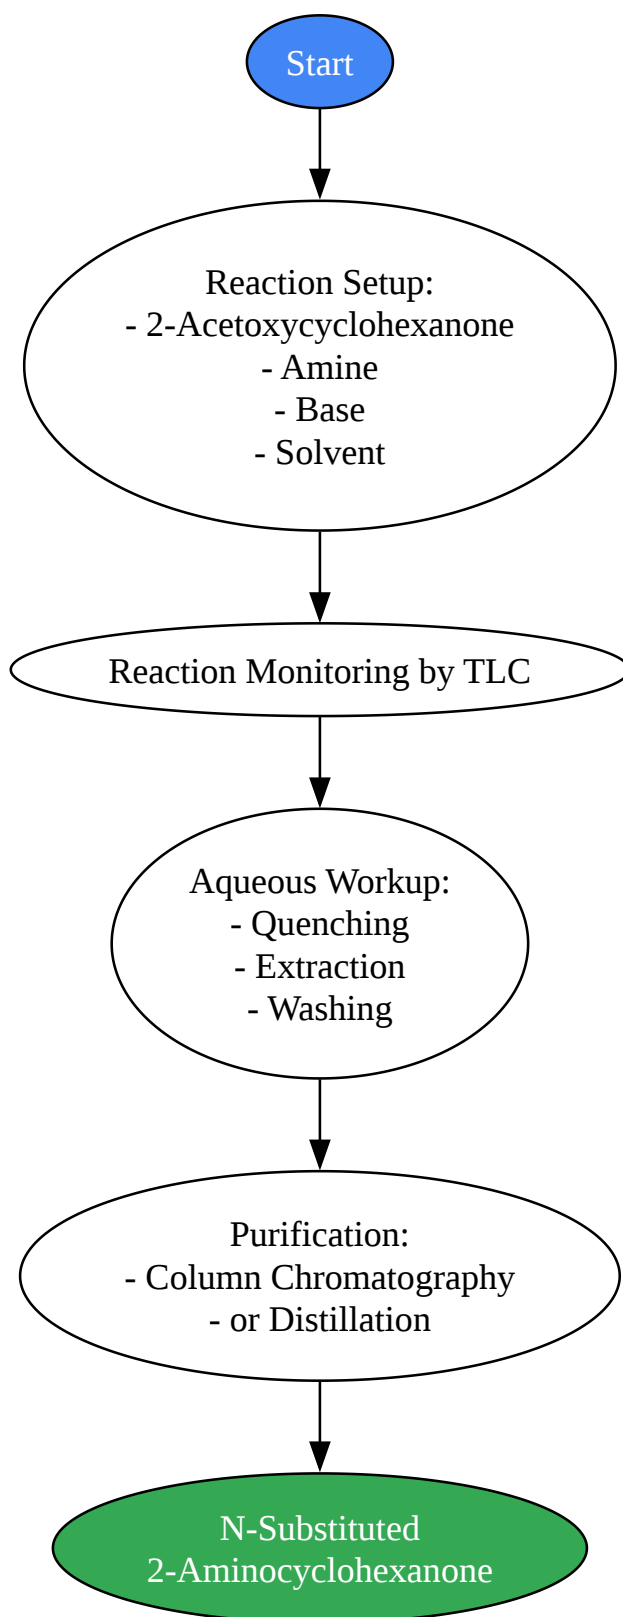 Start
Reaction Setup:
- 2-Acetoxycyclohexanone
- Amine
- Base
- Solvent
Reaction Monitoring by TLC
Aqueous Workup:
- Quenching
- Extraction
- Washing
Purification:
- Column Chromatography
- or Distillation
N-Substituted
2-Aminocyclohexanone